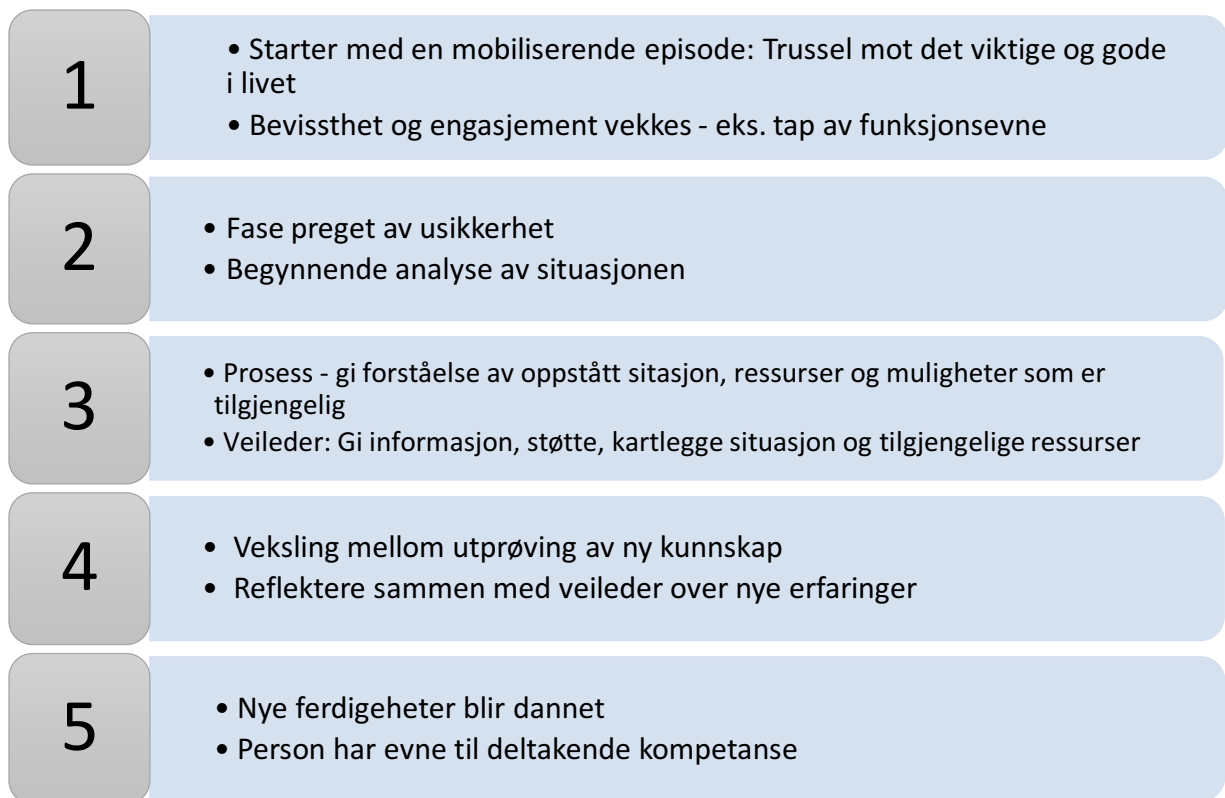 1
• Starter med en mobiliserende episode: Trussel mot det viktige og gode
i livet
• Bevissthet og engasjement vekkes - eks. tap av funksjonsevne
2
• Fase preget av usikkerhet
• Begynnende analyse av situasjonen
3
• Prosess - gi forståelse av oppstått sitasjon, ressurser og muligheter som er
tilgjengelig
• Veileder: Gi informasjon, støtte, kartlegge situasjon og tilgjengelige ressurser
4
• Veksling mellom utprøving av ny kunnskap
• Reflektere sammen med veileder over nye erfaringer
5
• Nye ferdigeheter blir dannet
• Person har evne til deltakende kompetanse